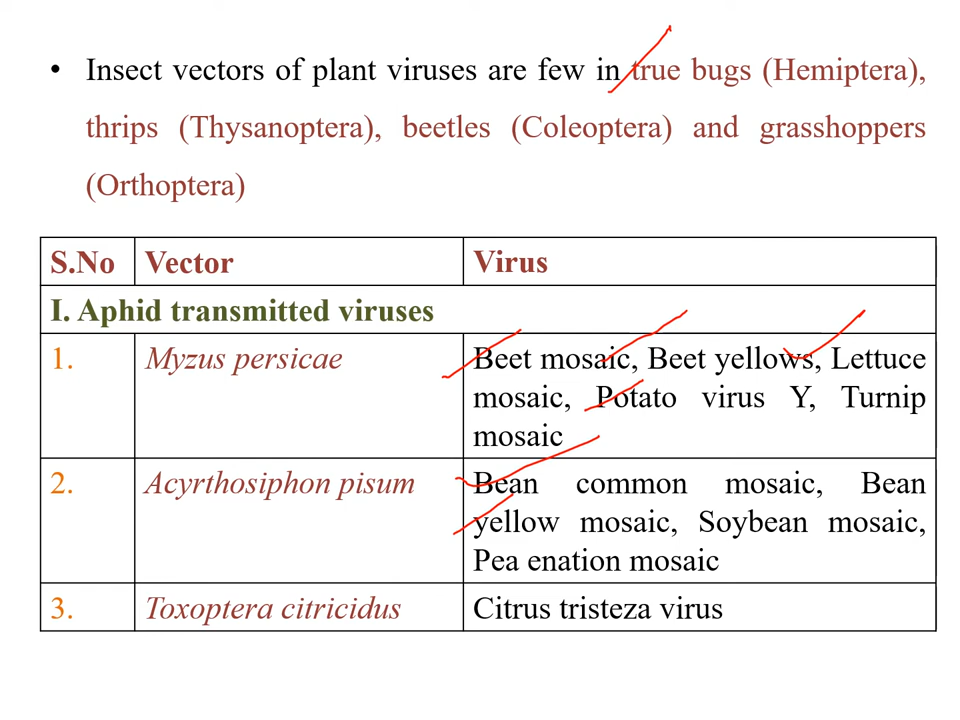 • Insect vectors of plant viruses are few in true bugs (Hemiptera),
thrips (Thysanoptera), beetles (Coleoptera) and grasshoppers
(Orthoptera)
S.No Vector Virus
I. Aphid transmitted viruses
1. Myzus persicae Beet mosaic, Beet yellows, Lettuce
mosaic, Potato virus Y, Turnip
mosaic
2. Acyrthosiphon pisum Bean common mosaic, Bean
yellow mosaic, Soybean mosaic,
Pea enation mosaic
3. Toxoptera citricidus Citrus tristeza virus